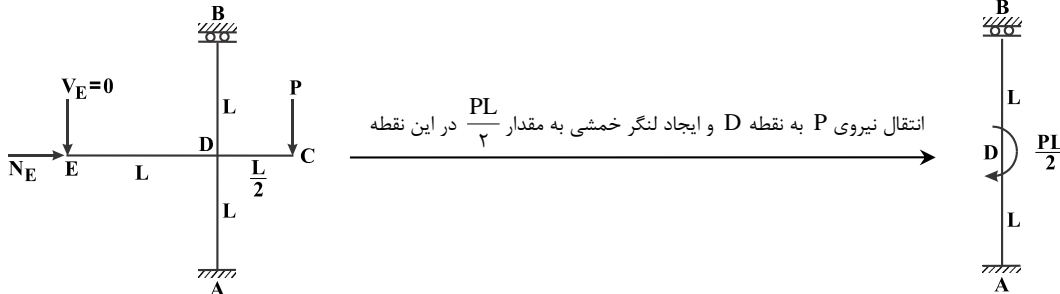 B
V_E=0
P
L
انتقال نیروی P به نقطه D و ایجاد لنگر خمشی به مقدار PL/۲ در این نقطه
D
C
N_E
E
L
L/2
L
A
B
L
D
PL/2
L
A